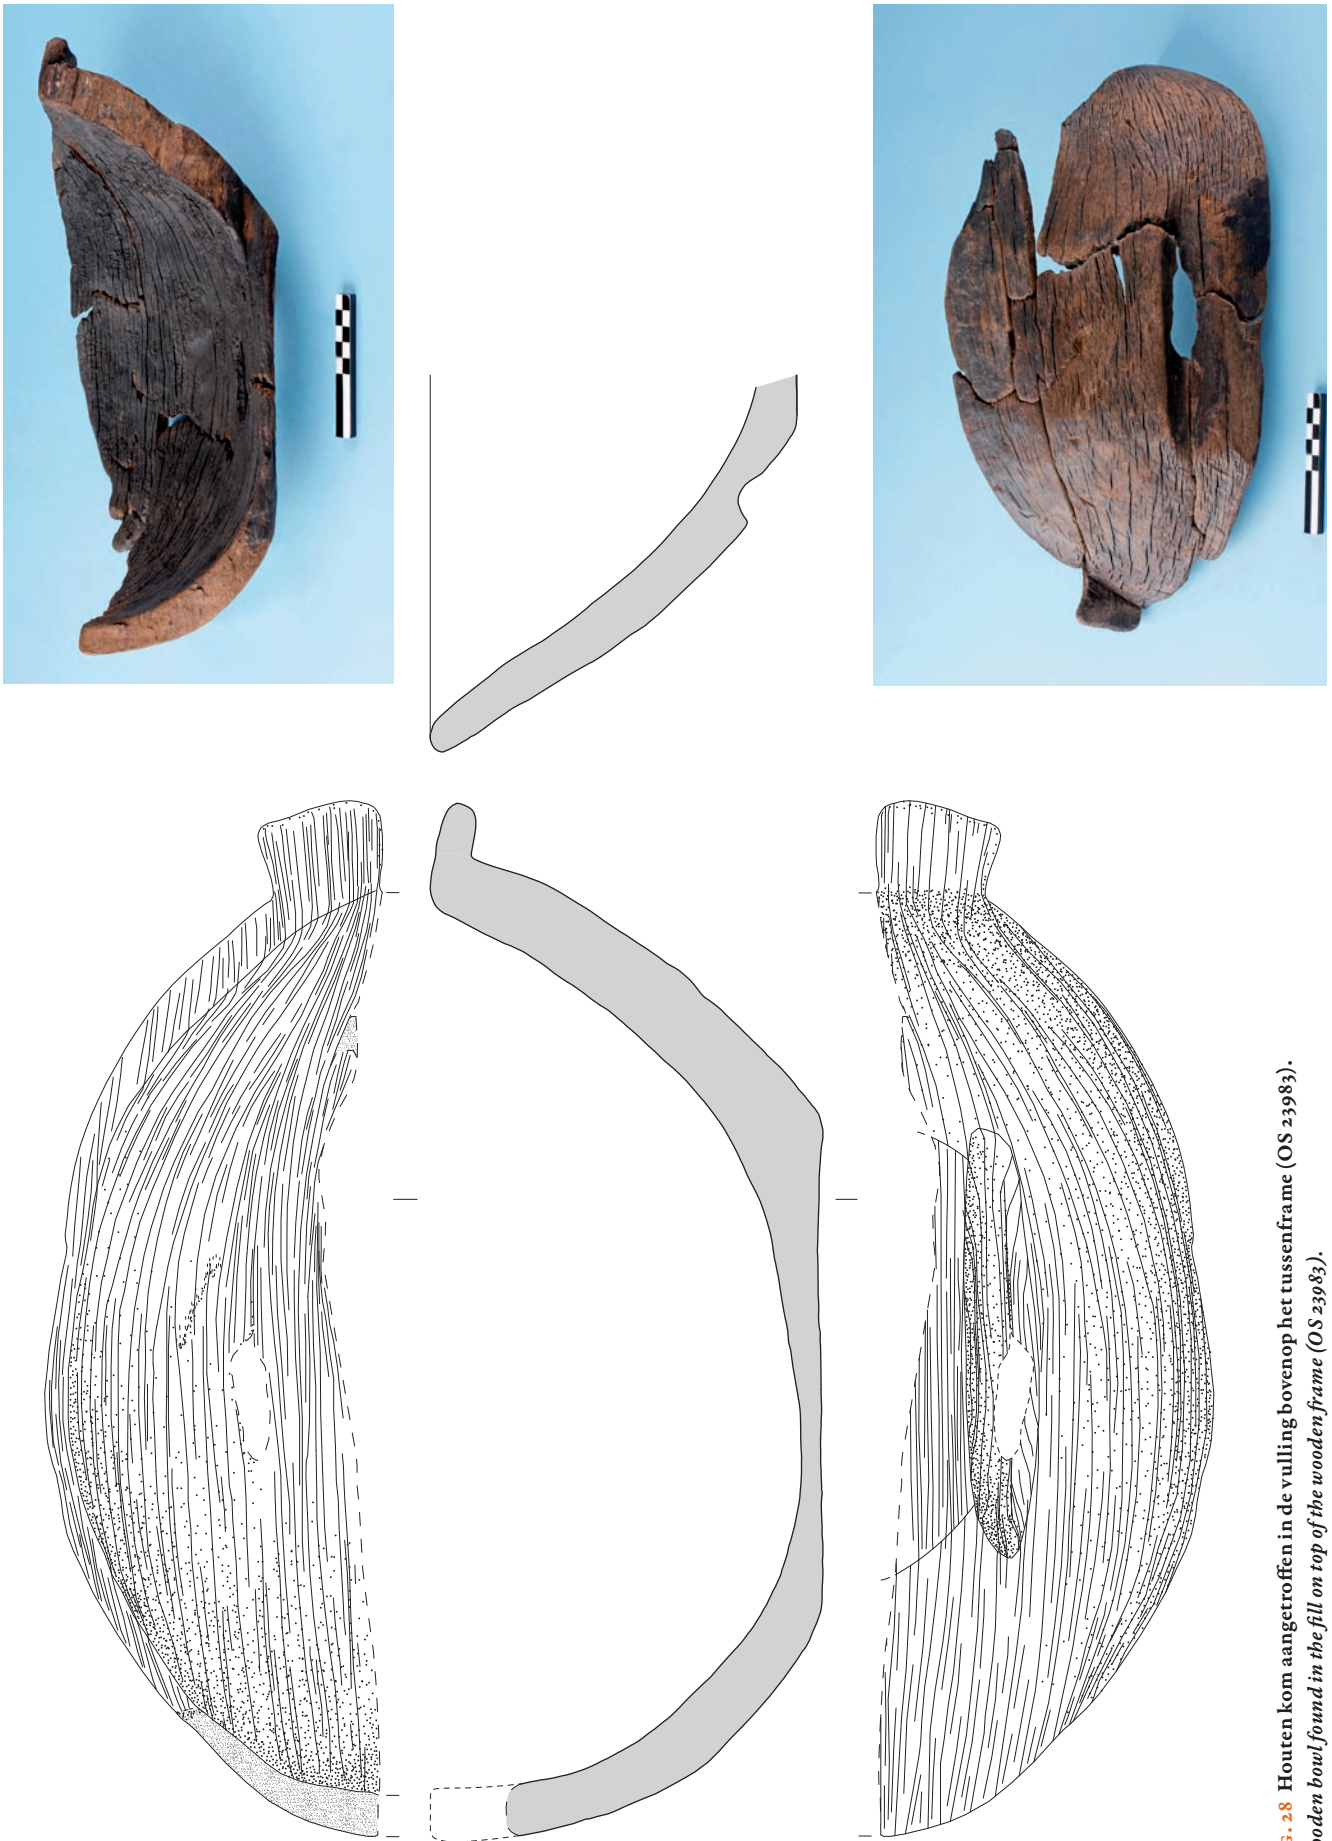 G. 28 Houten kom aangetroffen in de vulling bovenop het tussenframe (OS 23983).
ooden bowl found in the fill on top of the wooden frame (OS 23983).